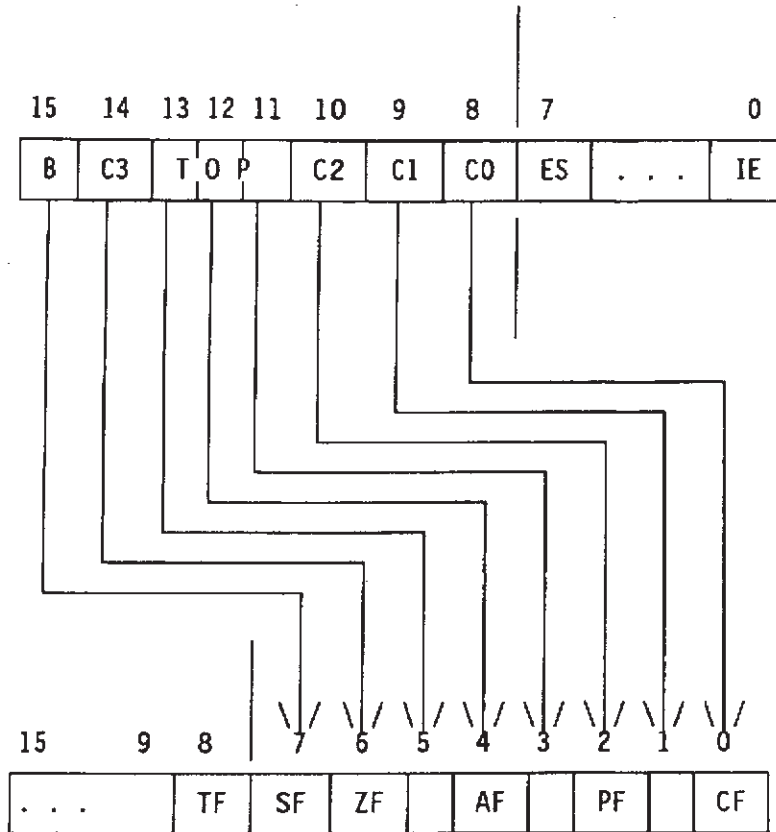 15 14 13 12 11 10 9 8 7 0
B C3 T O P C2 C1 C0 ES . . . IE
15 9 8 7 6 5 4 3 2 1 0
. . . TF SF ZF AF PF CF